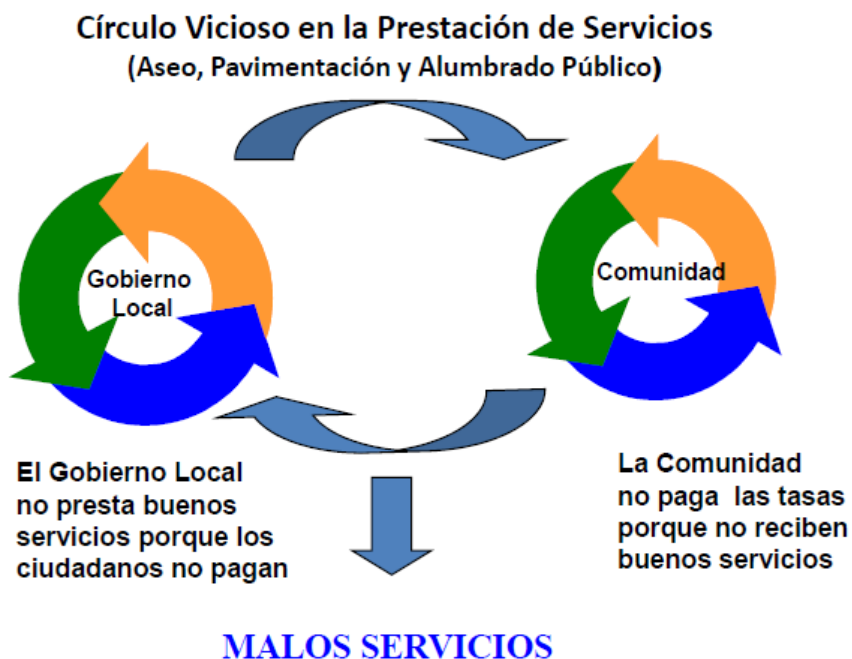 Círculo Vicioso en la Prestación de Servicios
(Aseo, Pavimentación y Alumbrado Público)
Gobierno
Local
Comunidad
El Gobierno Local
no presta buenos
servicios porque los
ciudadanos no pagan
La Comunidad
no paga las tasas
porque no reciben
buenos servicios
MALOS SERVICIOS